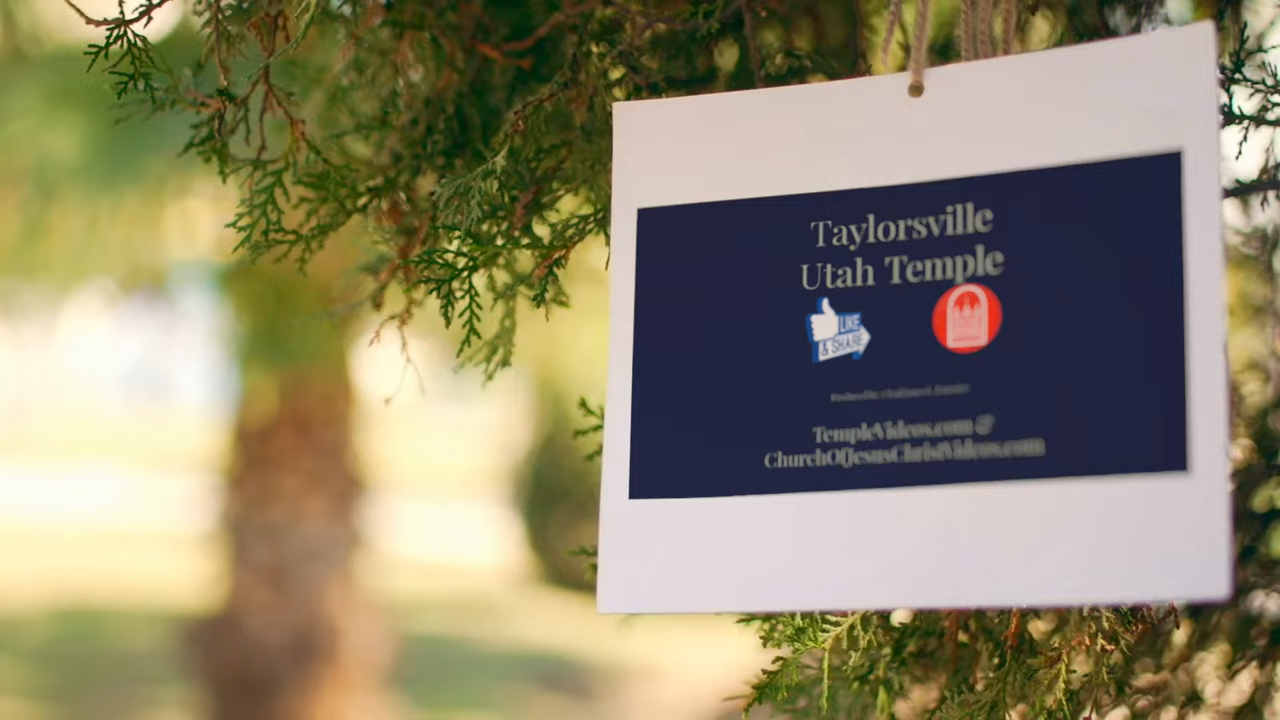 Taylorsville
Utah Temple
LIKE
& SHARE
TempleVideos.com &
ChurchOfJesusChristVideos.com